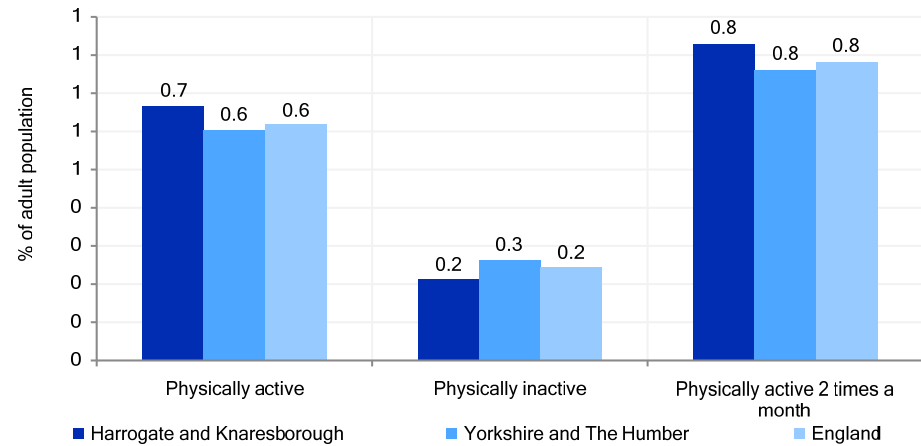 % of adult population
1
1
1
1
1
0
0
0
0
0
0.7
0.6
0.6
0.2
0.3
0.2
0.8
0.8
0.8
Physically active
Physically inactive
Physically active 2 times a
month
Harrogate and Knaresborough
Yorkshire and The Humber
England